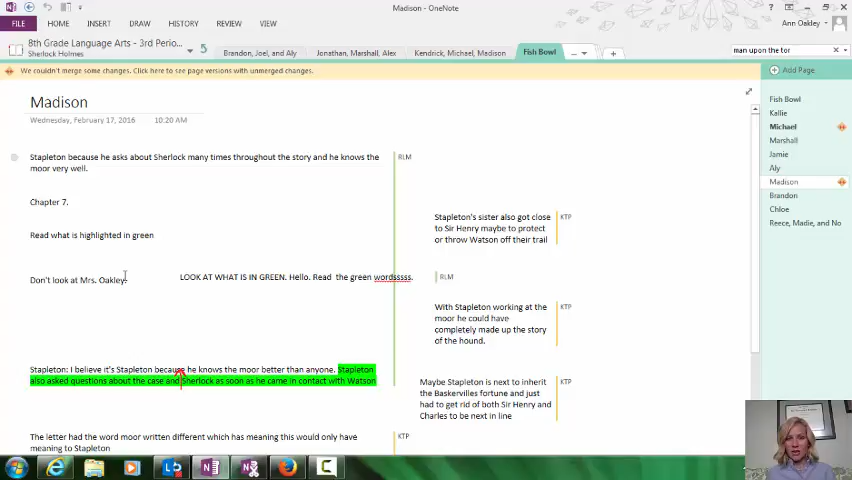 Madison - OneNote
FILE HOME INSERT DRAW HISTORY REVIEW VIEW
Ann Oakley
8th Grade Language Arts - 3rd Perio...
Sherlock Holmes
5
Brandon, Joel, and Aly
Jonathan, Marshall, Alex
Kendrick, Michael, Madison
Fish Bowl
man upon the tor
We couldn't merge some changes. Click here to see page versions with unmerged changes.
Add Page
Madison
Wednesday, February 17, 2016 10:20 AM
Stapleton because he asks about Sherlock many times throughout the story and he knows the
moor very well.
RLM
Chapter 7.
Read what is highlighted in green
Stapleton's sister also got close
to Sir Henry maybe to protect
or throw Watson off their trail
KTP
Don't look at Mrs. Oakley.
LOOK AT WHAT IS IN GREEN. Hello. Read the green wordsssss.
RLM
With Stapleton working at the
moor he could have
completely made up the story
of the hound.
KTP
Stapleton: I believe it's Stapleton because he knows the moor better than anyone. Stapleton
also asked questions about the case and Sherlock as soon as he came in contact with Watson
Maybe Stapleton is next to inherit
the Baskervilles fortune and just
had to get rid of both Sir Henry and
Charles to be next in line
KTP
The letter had the word moor written different which has meaning this would only have
meaning to Stapleton
KTP
Fish Bowl
Kallie
Michael
Marshall
Jamie
Aly
Madison
Brandon
Chloe
Reece, Madie, and No